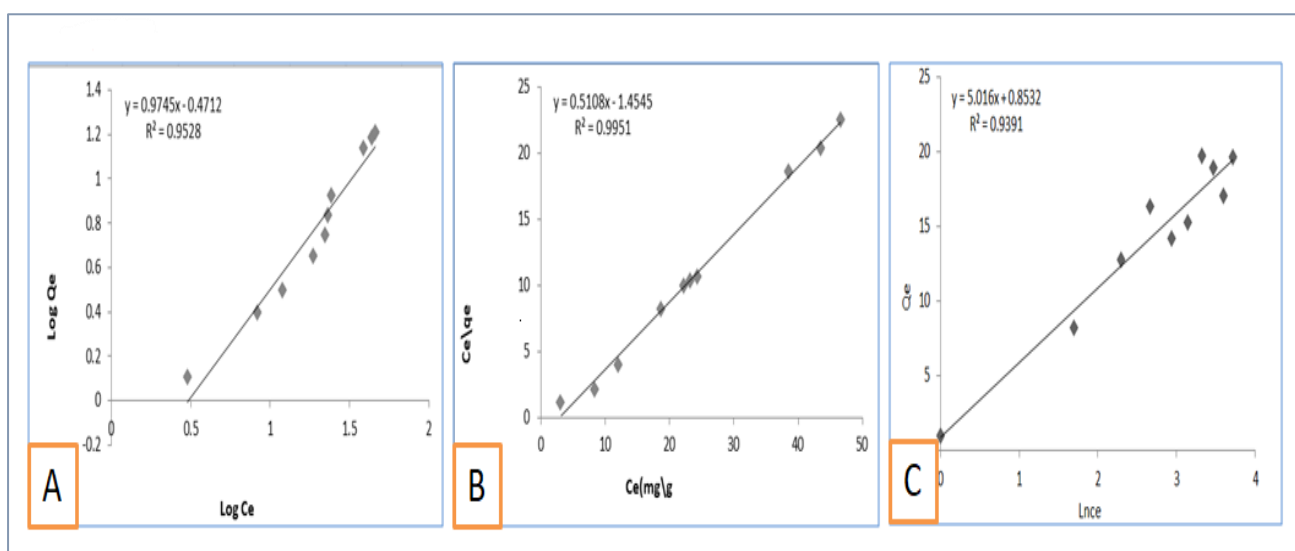 1.4
1.2
1
0.8
0.6
0.4
0.2
0
-0.2
y = 0.9745x - 0.4712
R² = 0.9528
Log Qe
0
0.5
1
1.5
2
Log Ce
A
25
20
15
10
5
0
y = 0.5108x - 1.4545
R² = 0.9951
Ce\qe
0
10
20
30
40
50
Ce(mg\g
B
25
20
15
10
5
y = 5.016x + 0.8532
R² = 0.9391
Qe
0
1
2
3
4
Lnce
C